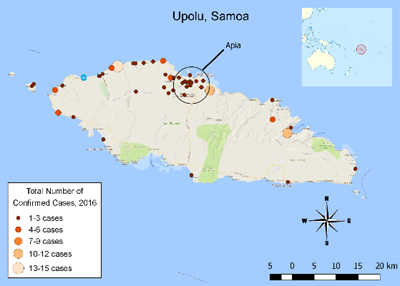 Upolu, Samoa
Apia
Total Number of
Confirmed Cases, 2016
1-3 cases
4-6 cases
7-9 cases
10-12 cases
13-15 cases
N
W
E
S
5 0 5 10 15 20 km